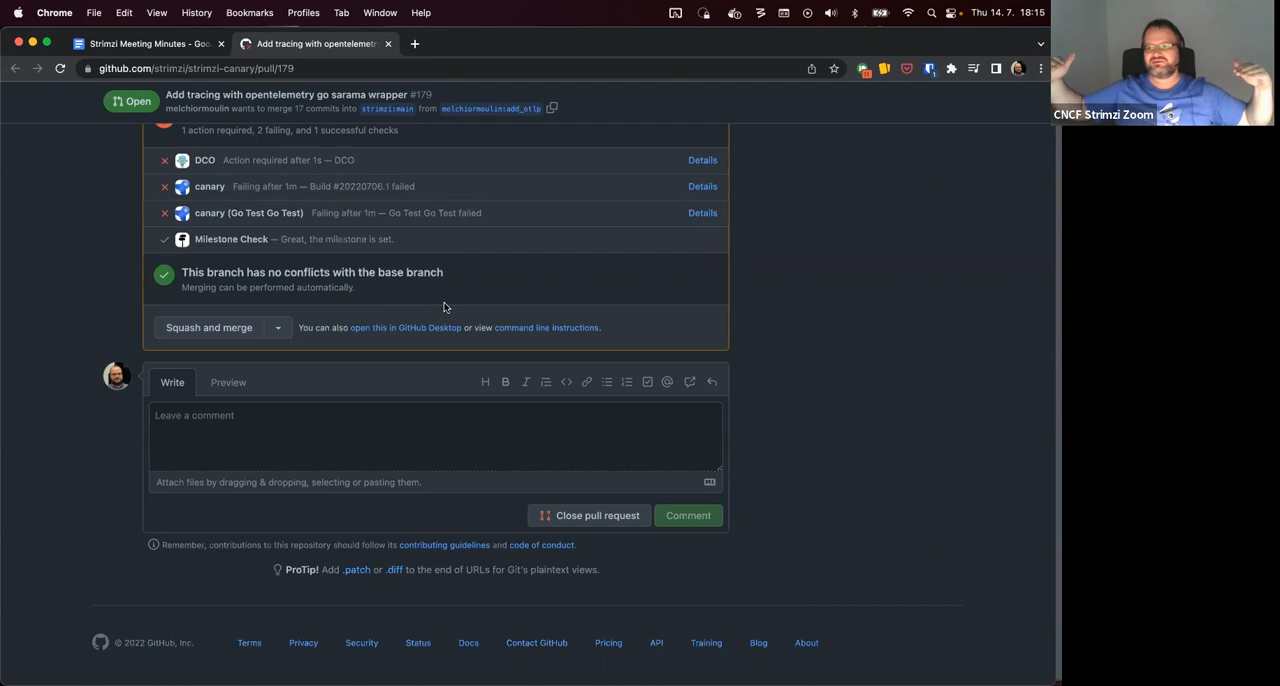 Chrome File Edit View History Bookmarks Profiles Tab Window Help Thu 14. 7. 18:15
Strimzi Meeting Minutes - Goo
Add tracing with opentelemetr
github.com/strimzi/strimzi-canary/pull/179
Open
Add tracing with opentelemetry go sarama wrapper #179
melchiormoulin wants to merge 17 commits into strimzi:main from melchiormoulin:add_otlp
CNCF Strimzi Zoom
1 action required, 2 failing, and 1 successful checks
DCO Action required after 1s — DCO Details
canary Failing after 1m — Build #20220706.1 failed Details
canary (Go Test Go Test) Failing after 1m — Go Test Go Test failed Details
Milestone Check — Great, the milestone is set.
This branch has no conflicts with the base branch
Merging can be performed automatically.
Squash and merge You can also open this in GitHub Desktop or view command line instructions.
Write Preview
Leave a comment
Attach files by dragging & dropping, selecting or pasting them.
Close pull request Comment
Remember, contributions to this repository should follow its contributing guidelines and code of conduct.
ProTip! Add .patch or .diff to the end of URLs for Git's plaintext views.
© 2022 GitHub, Inc. Terms Privacy Security Status Docs Contact GitHub Pricing API Training Blog About